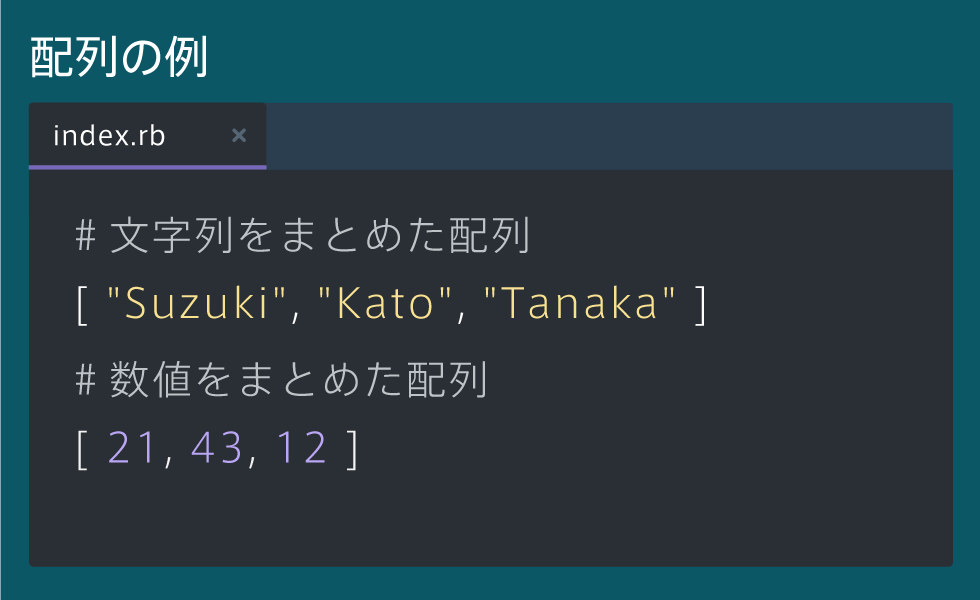 配列の例
index.rb ×
# 文字列をまとめた配列
[ "Suzuki", "Kato", "Tanaka" ]
# 数値をまとめた配列
[ 21, 43, 12 ]